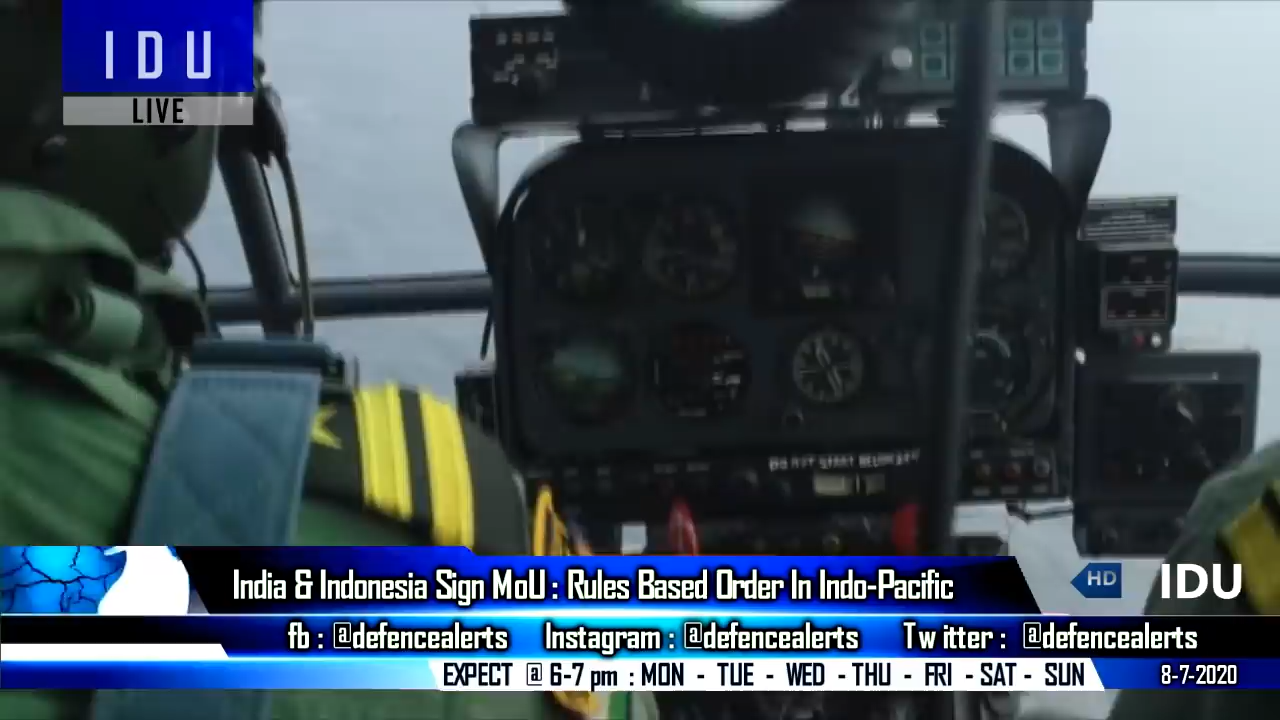 IDU
LIVE
India & Indonesia Sign MoU : Rules Based Order In Indo-Pacific
HD
IDU
fb : @defencealerts Instagram : @defencealerts Twitter : @defencealerts
EXPECT @ 6-7 pm : MON - TUE - WED - THU - FRI - SAT - SUN
8-7-2020